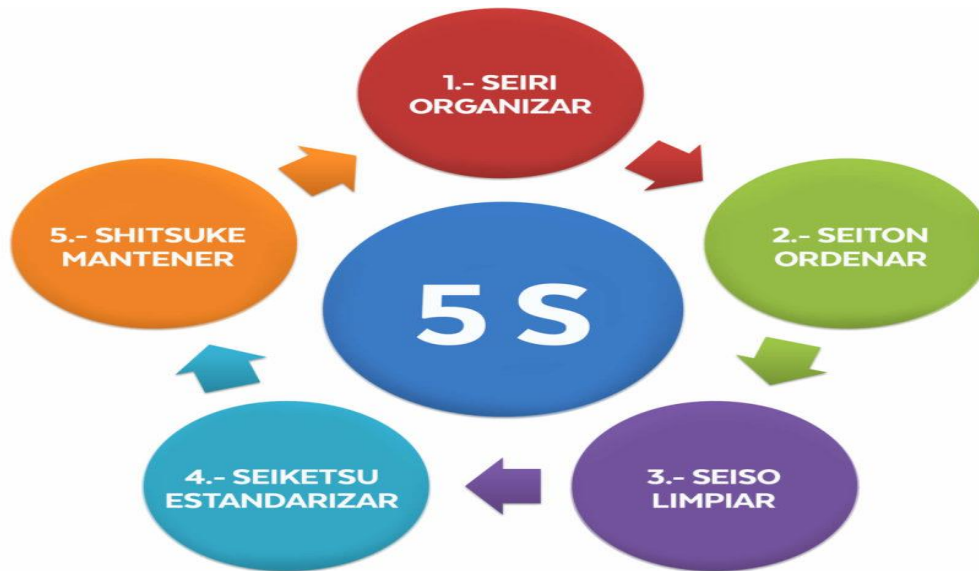 1.- SEIRI
ORGANIZAR
2.- SEITON
ORDENAR
3.- SEISO
LIMPIAR
4.- SEIKETSU
ESTANDARIZAR
5.- SHITSUKE
MANTENER
5 S